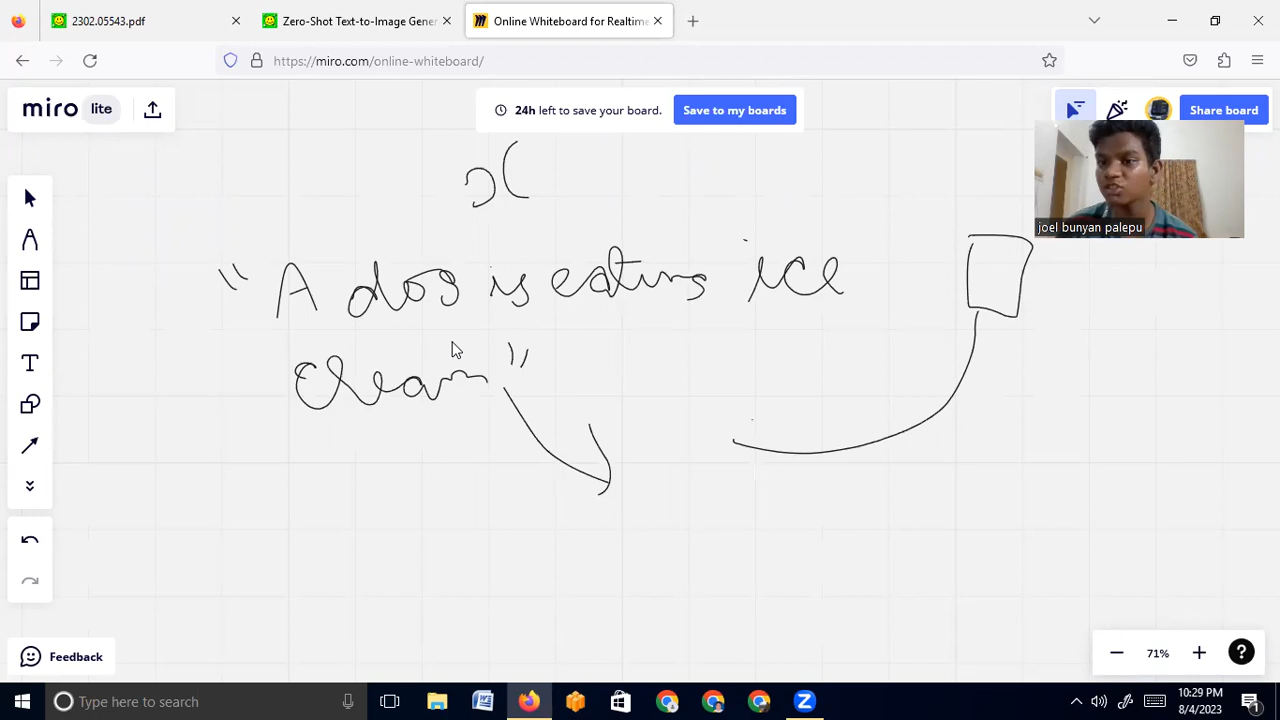 2302.05543.pdf
Zero-Shot Text-to-Image Gener
Online Whiteboard for Realtime
https://miro.com/online-whiteboard/
miro lite
24h left to save your board.
Save to my boards
Share board
joel bunyan palepu
x
"A dog is eating ice
cream"
Feedback
71%
Type here to search
10:29 PM
8/4/2023